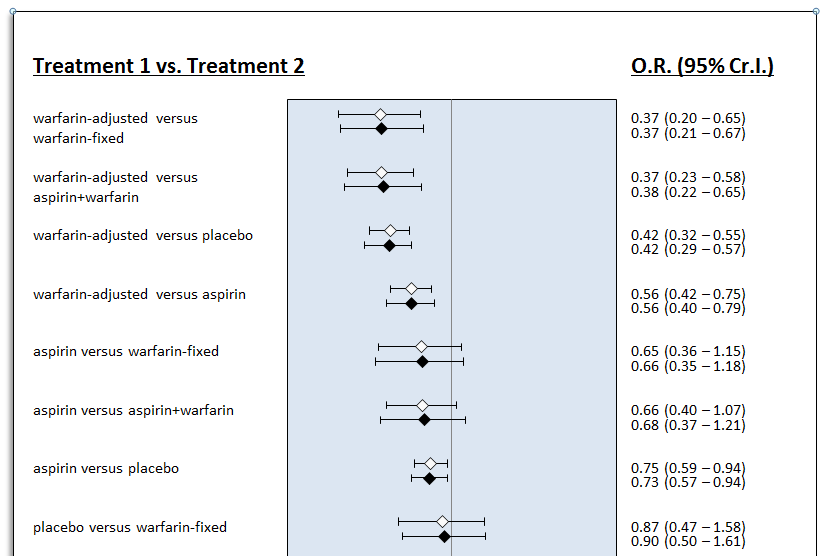 Treatment 1 vs. Treatment 2 O.R. (95% Cr.I.)
warfarin-adjusted versus
warfarin-fixed
0.37 (0.20 – 0.65)
0.37 (0.21 – 0.67)
warfarin-adjusted versus
aspirin+warfarin
0.37 (0.23 – 0.58)
0.38 (0.22 – 0.65)
warfarin-adjusted versus placebo
0.42 (0.32 – 0.55)
0.42 (0.29 – 0.57)
warfarin-adjusted versus aspirin
0.56 (0.42 – 0.75)
0.56 (0.40 – 0.79)
aspirin versus warfarin-fixed
0.65 (0.36 – 1.15)
0.66 (0.35 – 1.18)
aspirin versus aspirin+warfarin
0.66 (0.40 – 1.07)
0.68 (0.37 – 1.21)
aspirin versus placebo
0.75 (0.59 – 0.94)
0.73 (0.57 – 0.94)
placebo versus warfarin-fixed
0.87 (0.47 – 1.58)
0.90 (0.50 – 1.61)